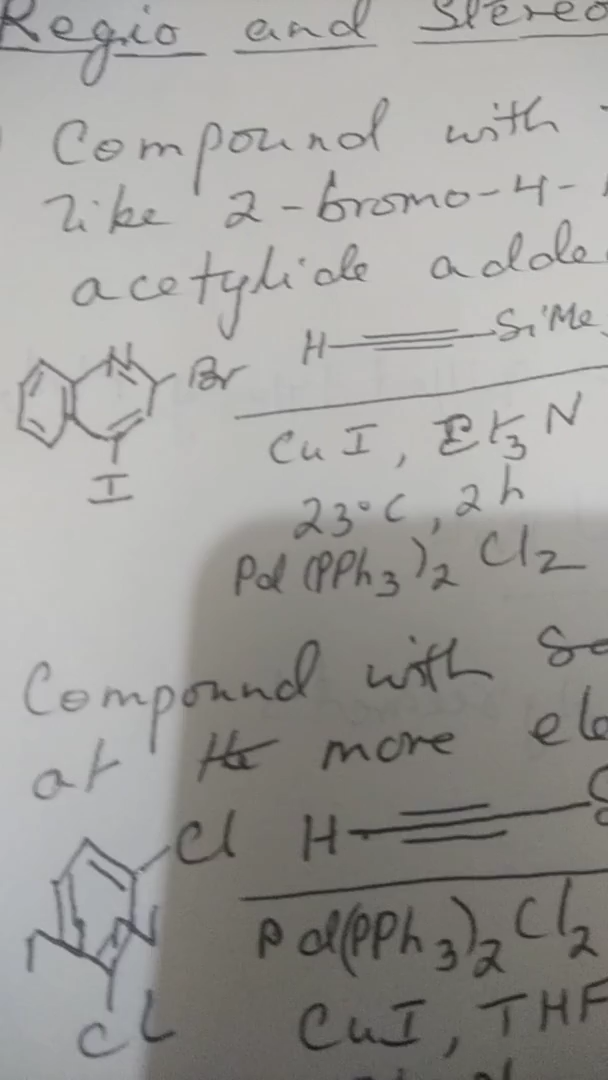 Regio and Stereo
Compound with
like 2-bromo-4-
acetylide adde
N Br H SiMe
I CuI, Et3N
23°C, 2h
Pd(PPh3)2Cl2
Compound with
at more ele
Cl H
N Pd(PPh3)2Cl2
Cl CuI, THF